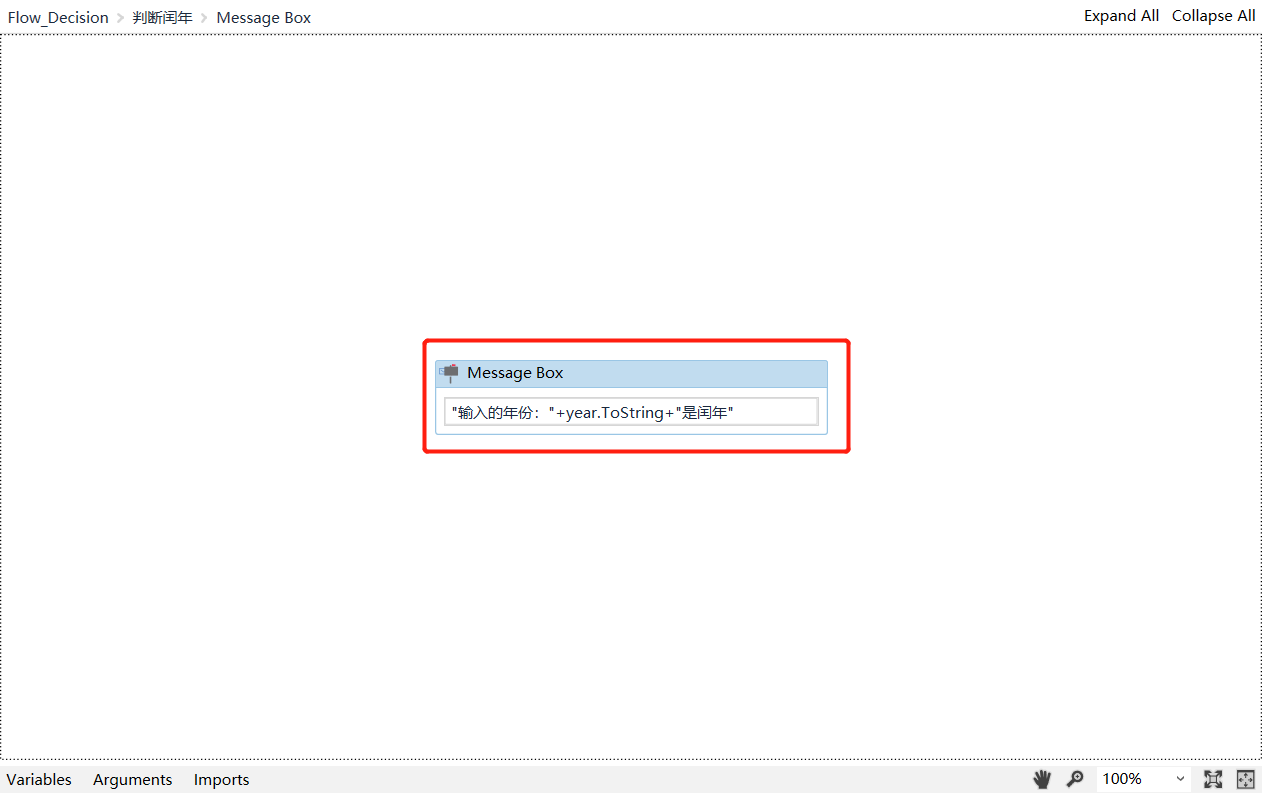 Flow_Decision > 判断闰年 > Message Box
Expand All Collapse All
Message Box
"输入的年份："+year.ToString+"是闰年"
Variables Arguments Imports
100%